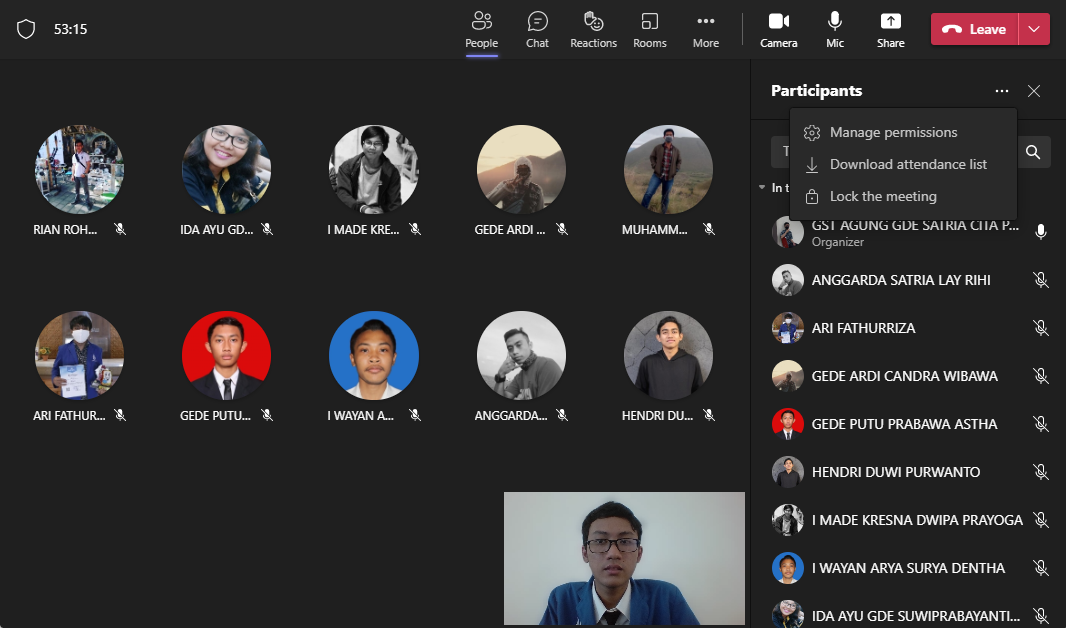 53:15
People
Chat
Reactions
Rooms
More
Camera
Mic
Share
Leave
RIAN ROH...
IDA AYU GD...
I MADE KRE...
GEDE ARDI ...
MUHAMM...
ARI FATHUR...
GEDE PUTU...
I WAYAN A...
ANGGARDA...
HENDRI DU...
Participants
Manage permissions
Download attendance list
Lock the meeting
In t
GST AGUNG GDE SATRIA CITA P...
Organizer
ANGGARDA SATRIA LAY RIHI
ARI FATHURRIZA
GEDE ARDI CANDRA WIBAWA
GEDE PUTU PRABAWA ASTHA
HENDRI DUWI PURWANTO
I MADE KRESNA DWIPA PRAYOGA
I WAYAN ARYA SURYA DENTHA
IDA AYU GDE SUWIPRABAYANTI...